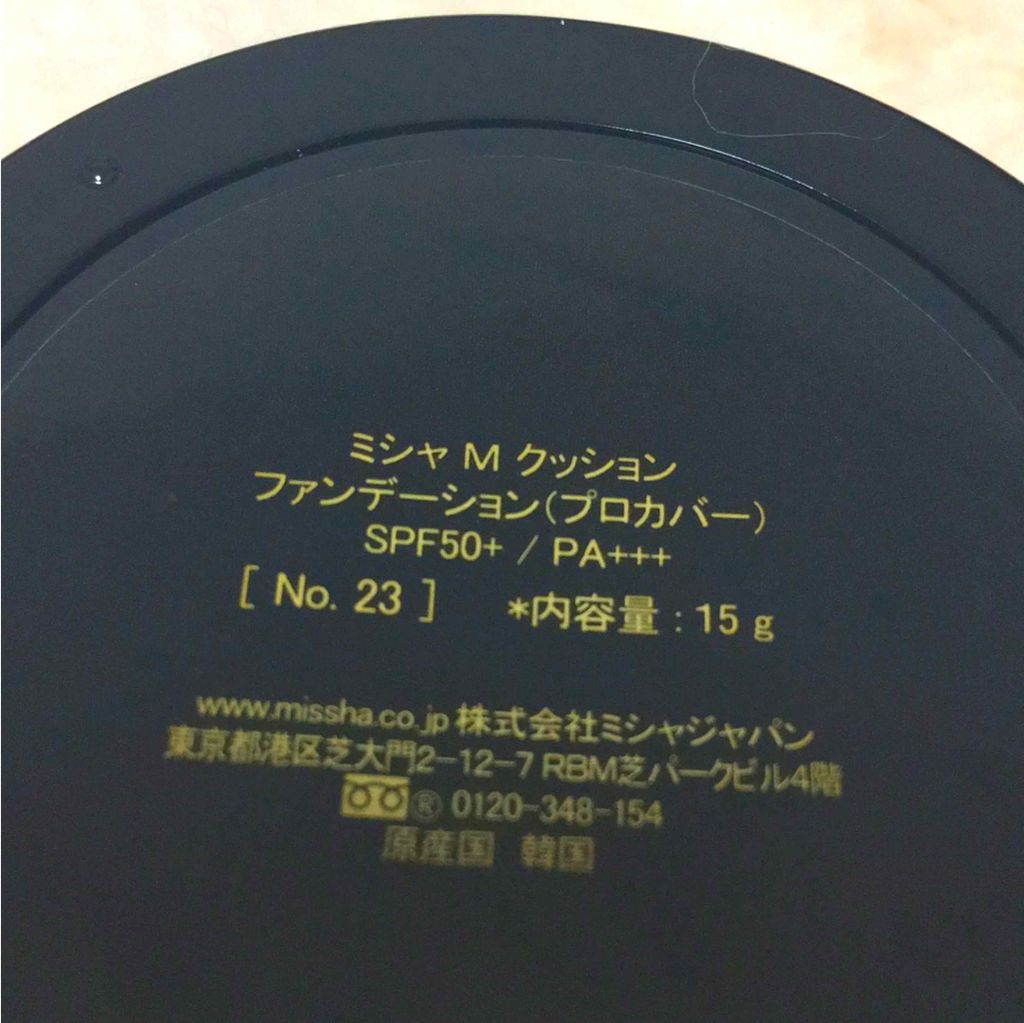 ミシャ M クッション
ファンデーション(プロカバー)
SPF50+ / PA+++
[ No. 23 ] *内容量 : 15 g
www.missha.co.jp 株式会社ミシャジャパン
東京都港区芝大門2-12-7 RBM芝パークビル4階
® 0120-348-154
原産国 韓国